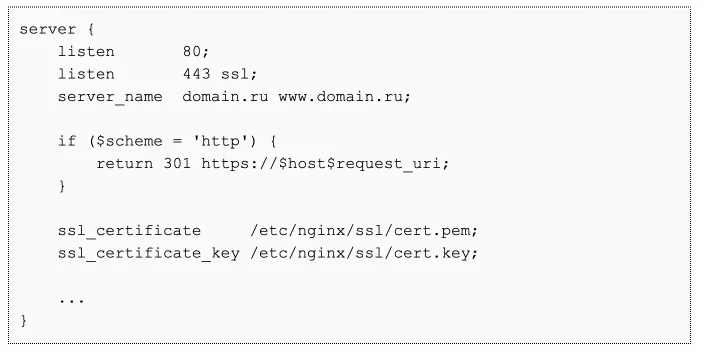 server {
    listen       80;
    listen       443 ssl;
    server_name  domain.ru www.domain.ru;
    if ($scheme = 'http') {
        return 301 https://$host$request_uri;
    }
    ssl_certificate     /etc/nginx/ssl/cert.pem;
    ssl_certificate_key /etc/nginx/ssl/cert.key;
    ...
}